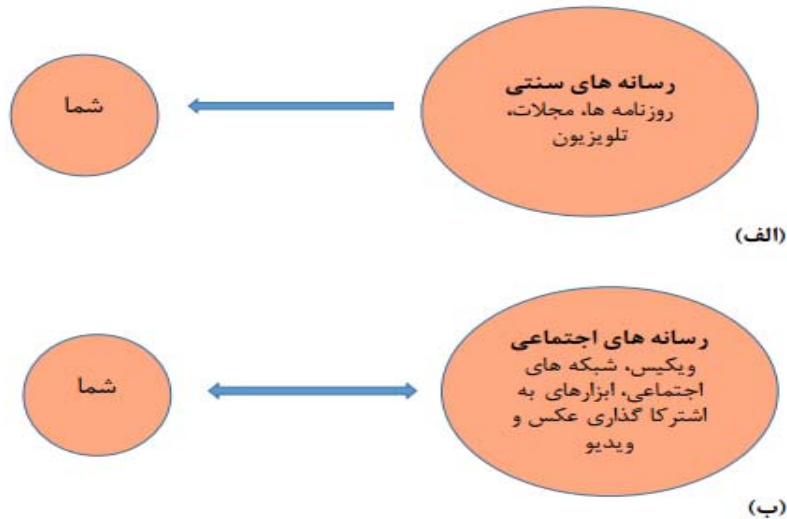 رسانه های سنتی
روزنامه ها، مجلات،
تلویزیون
شما
(الف)
رسانه های اجتماعی
ویکیس، شبکه های
اجتماعی، ابزارهای به
اشترکا گذاری عکس و
ویدیو
شما
(ب)